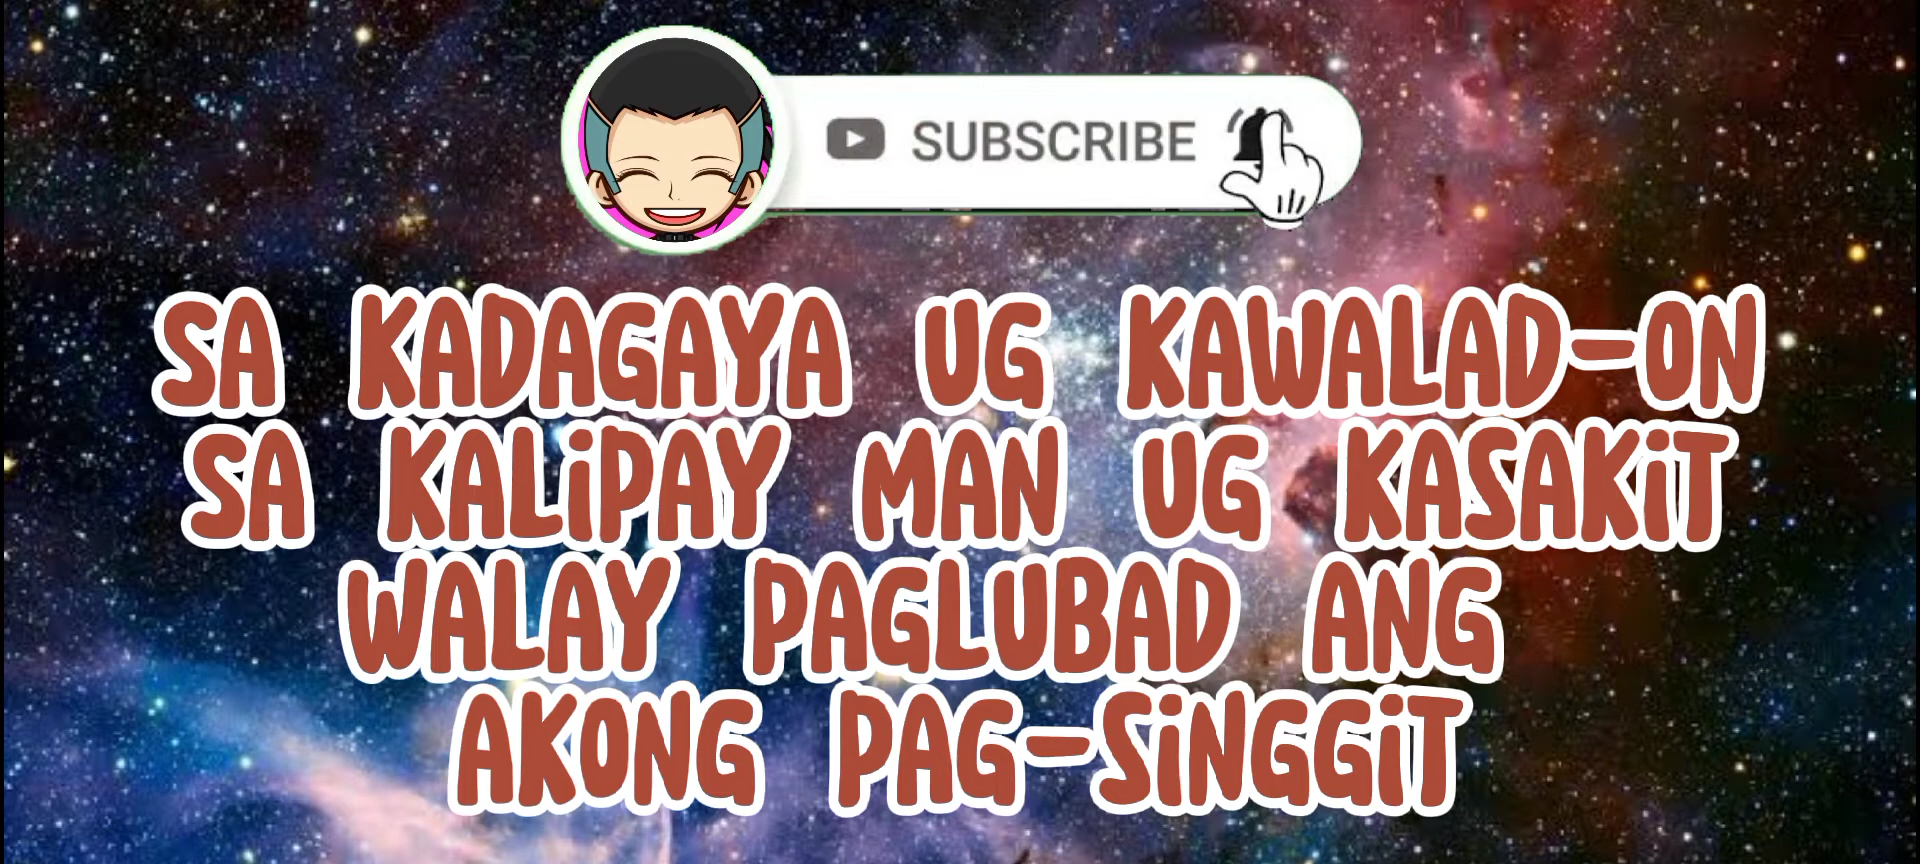 SUBSCRIBE
SA KADAGAYA UG KAWALAD-ON
SA KALiPAY MAN UG KASAKiT
WALAY PAGLUBAD ANG
AKONG PAG-SiNGGiT